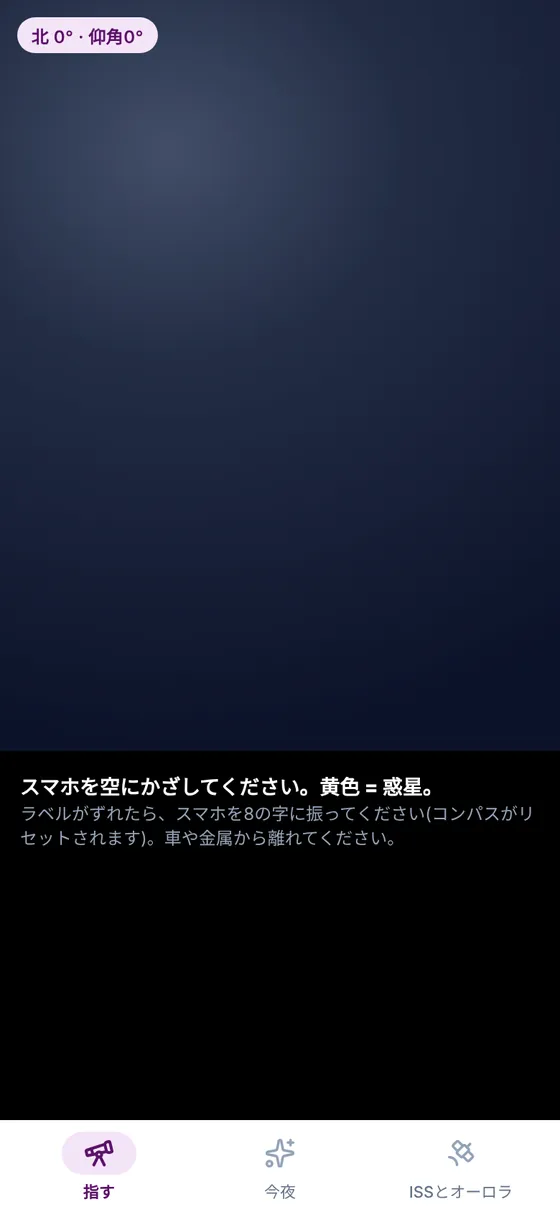 北 0° · 仰角0°
スマホを空にかざしてください。黄色 = 惑星。
ラベルがずれたら、スマホを8の字に振ってください(コンパスがリ
セットされます)。車や金属から離れてください。
指す
今夜
ISSとオーロラ